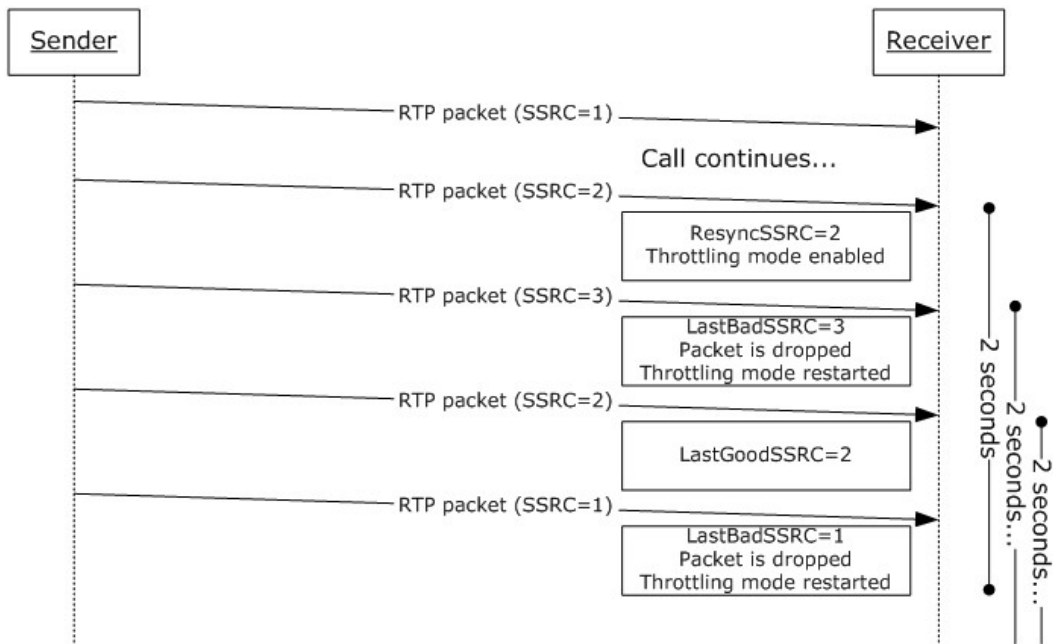 Sender
Receiver
RTP packet (SSRC=1)
Call continues...
RTP packet (SSRC=2)
ResyncSSRC=2
Throttling mode enabled
RTP packet (SSRC=3)
LastBadSSRC=3
Packet is dropped
Throttling mode restarted
RTP packet (SSRC=2)
LastGoodSSRC=2
RTP packet (SSRC=1)
LastBadSSRC=1
Packet is dropped
Throttling mode restarted
2 seconds
2 seconds...
2 seconds...